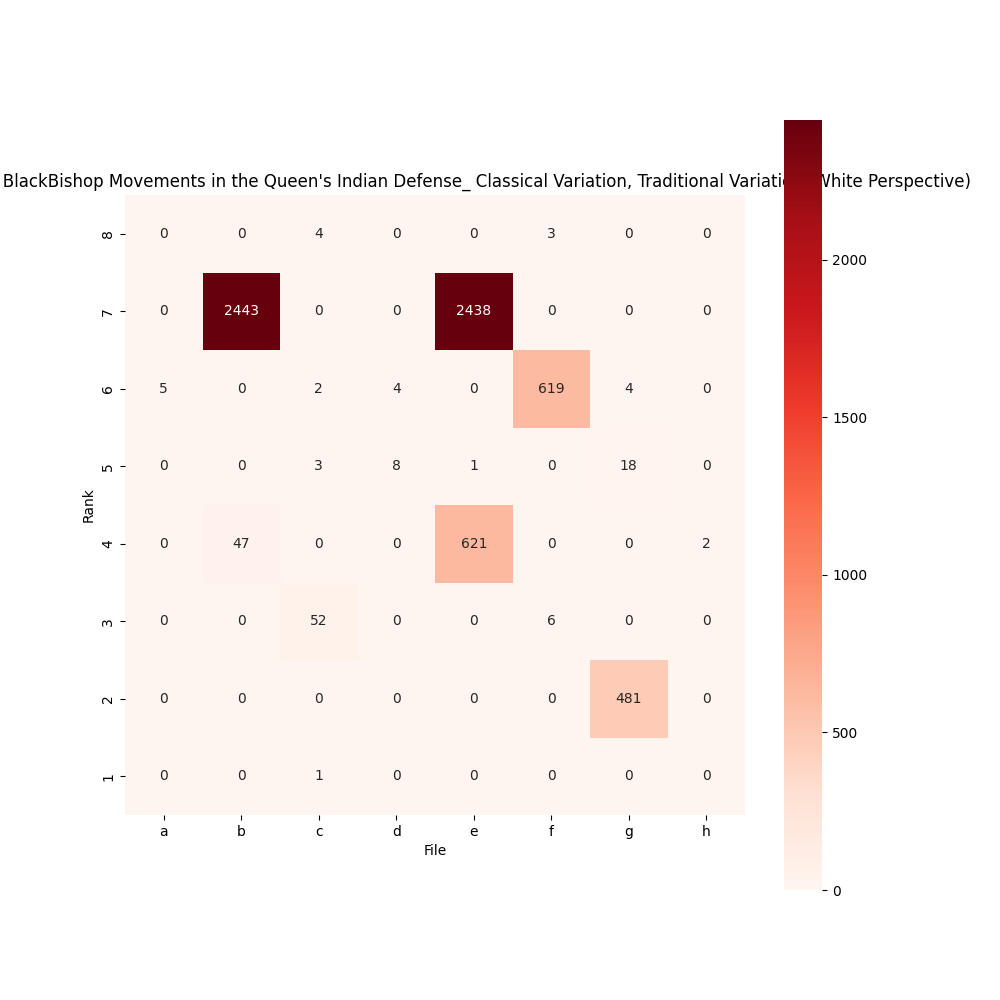 BlackBishop Movements in the Queen's Indian Defense_ Classical Variation, Traditional Variatio White Perspective)
8 0 0 4 0 0 3 0 0
7 0 2443 0 0 2438 0 0 0
6 5 0 2 4 0 619 4 0
5 0 0 3 8 1 0 18 0
4 0 47 0 0 621 0 0 2
3 0 0 52 0 0 6 0 0
2 0 0 0 0 0 0 481 0
1 0 0 1 0 0 0 0 0
a b c d e f g h
File
Rank
2000
1500
1000
500
0